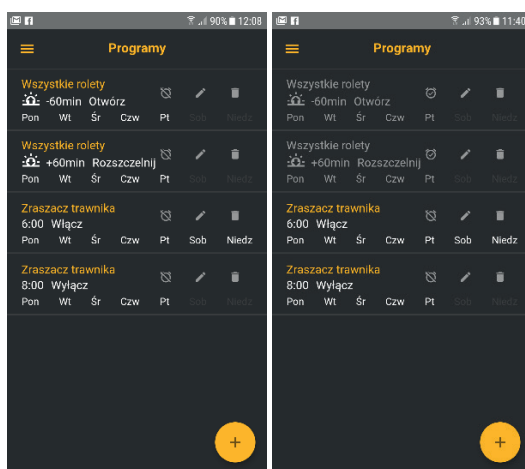 90% 12:08
Programy
Wszystkie rolety
-60min Otwórz
Pon Wt Śr Czw Pt Sob Niedz
Wszystkie rolety
+60min Rozszczelnij
Pon Wt Śr Czw Pt Sob Niedz
Zraszacz trawnika
6:00 Włącz
Pon Wt Śr Czw Pt Sob Niedz
Zraszacz trawnika
8:00 Wyłącz
Pon Wt Śr Czw Pt Sob Niedz
93% 11:40
Programy
Wszystkie rolety
-60min Otwórz
Pon Wt Śr Czw Pt Sob Niedz
Wszystkie rolety
+60min Rozszczelnij
Pon Wt Śr Czw Pt Sob Niedz
Zraszacz trawnika
6:00 Włącz
Pon Wt Śr Czw Pt Sob Niedz
Zraszacz trawnika
8:00 Wyłącz
Pon Wt Śr Czw Pt Sob Niedz